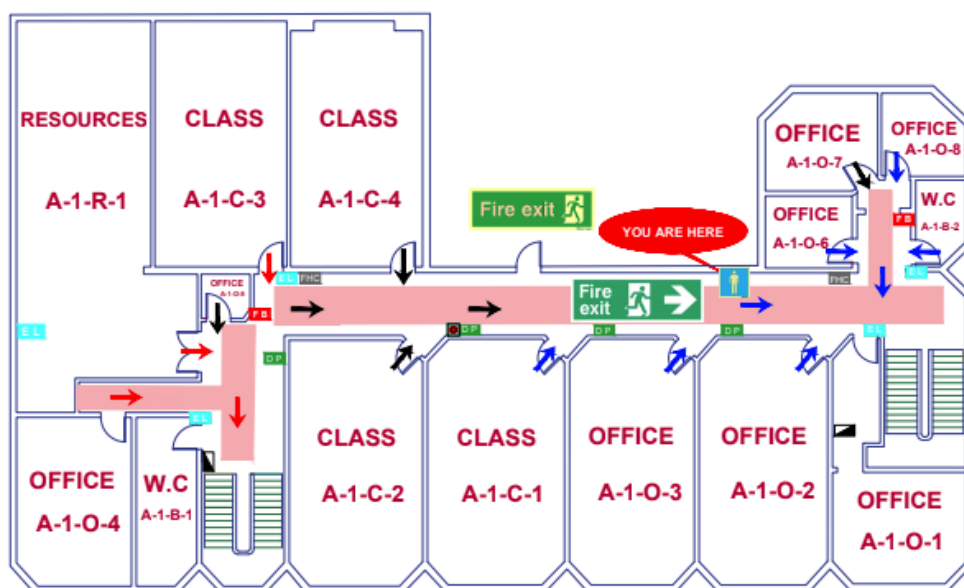 RESOURCES
A-1-R-1
CLASS
A-1-C-3
CLASS
A-1-C-4
Fire exit
YOU ARE HERE
OFFICE
A-1-O-7
OFFICE
A-1-O-8
OFFICE
A-1-O-6
W.C
A-1-B-2
FB
EL
FHC
FHC
EL
OFFICE
FB
Fire
exit
EL
DP
DP
DP
DP
EL
EL
OFFICE
A-1-O-4
W.C
A-1-B-1
CLASS
A-1-C-2
CLASS
A-1-C-1
OFFICE
A-1-O-3
OFFICE
A-1-O-2
OFFICE
A-1-O-1